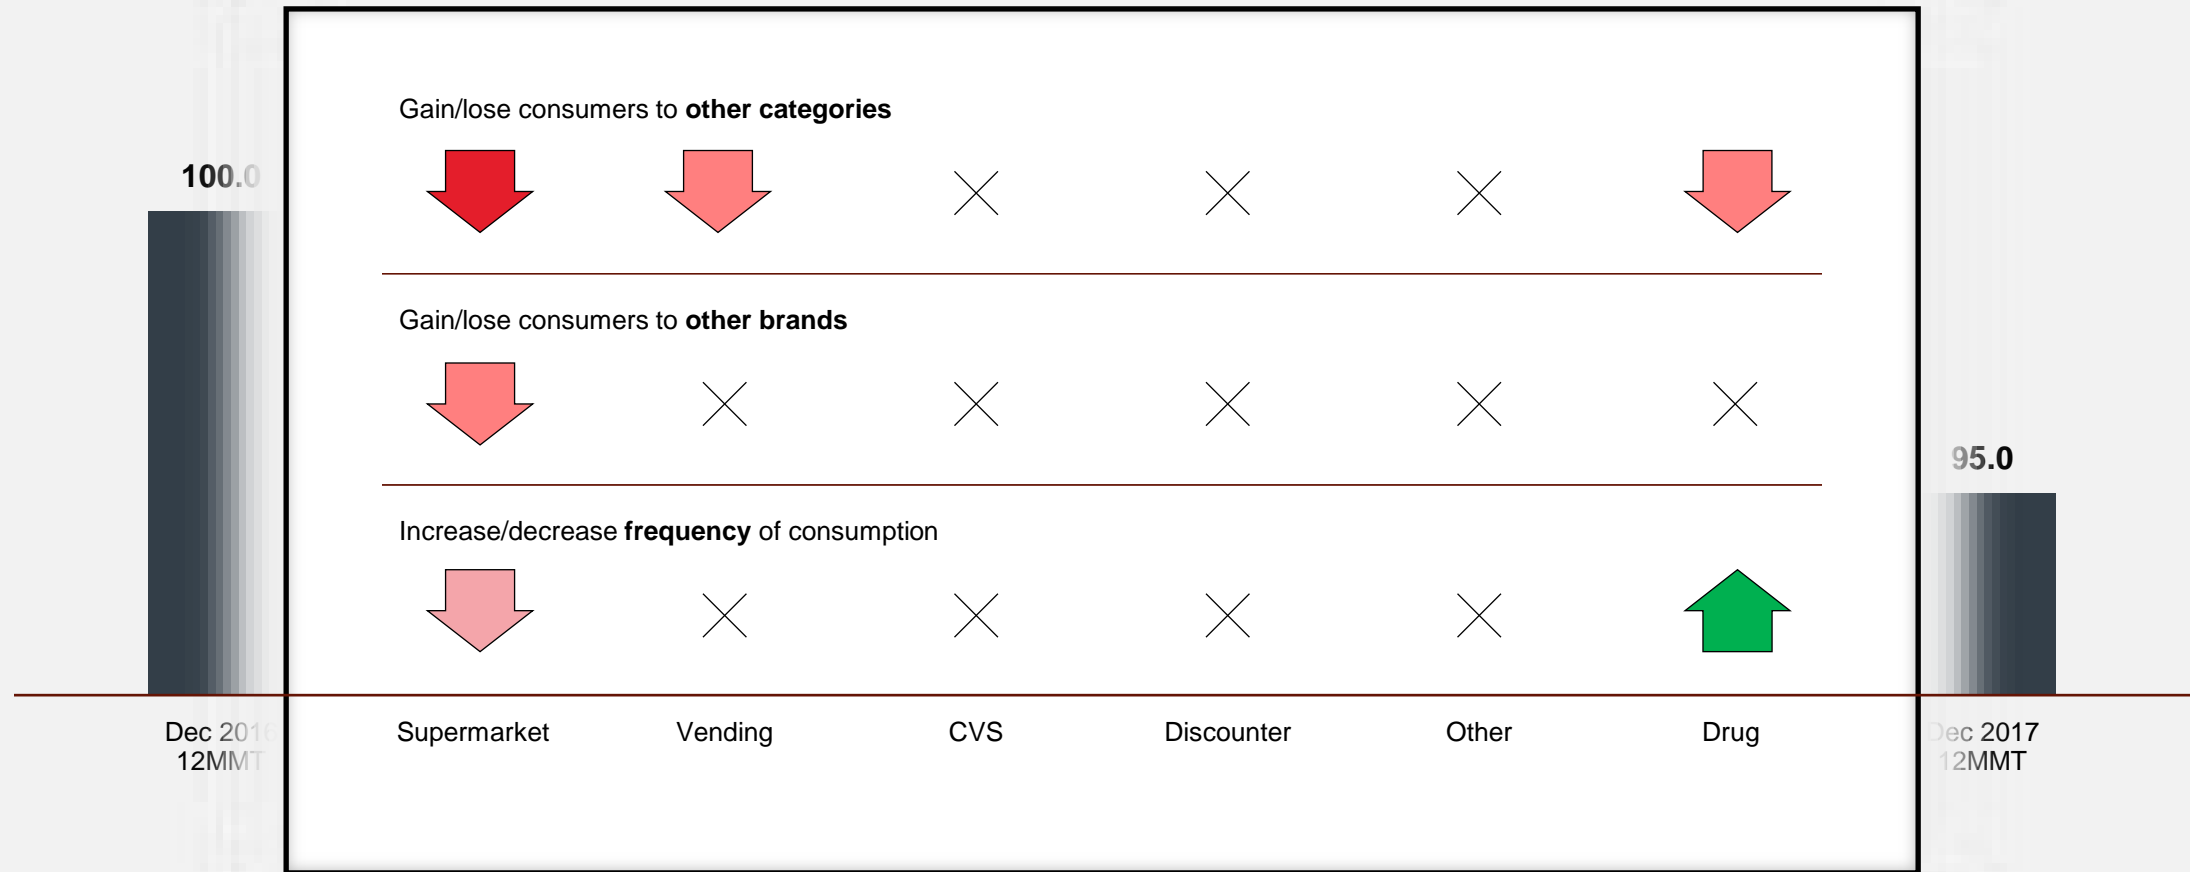 Gain/lose consumers to other categories
100.0
Gain/lose consumers to other brands
95.0
Increase/decrease frequency of consumption
Dec 2016
12MMT
Supermarket
Vending
CVS
Discounter
Other
Drug
Dec 2017
12MMT